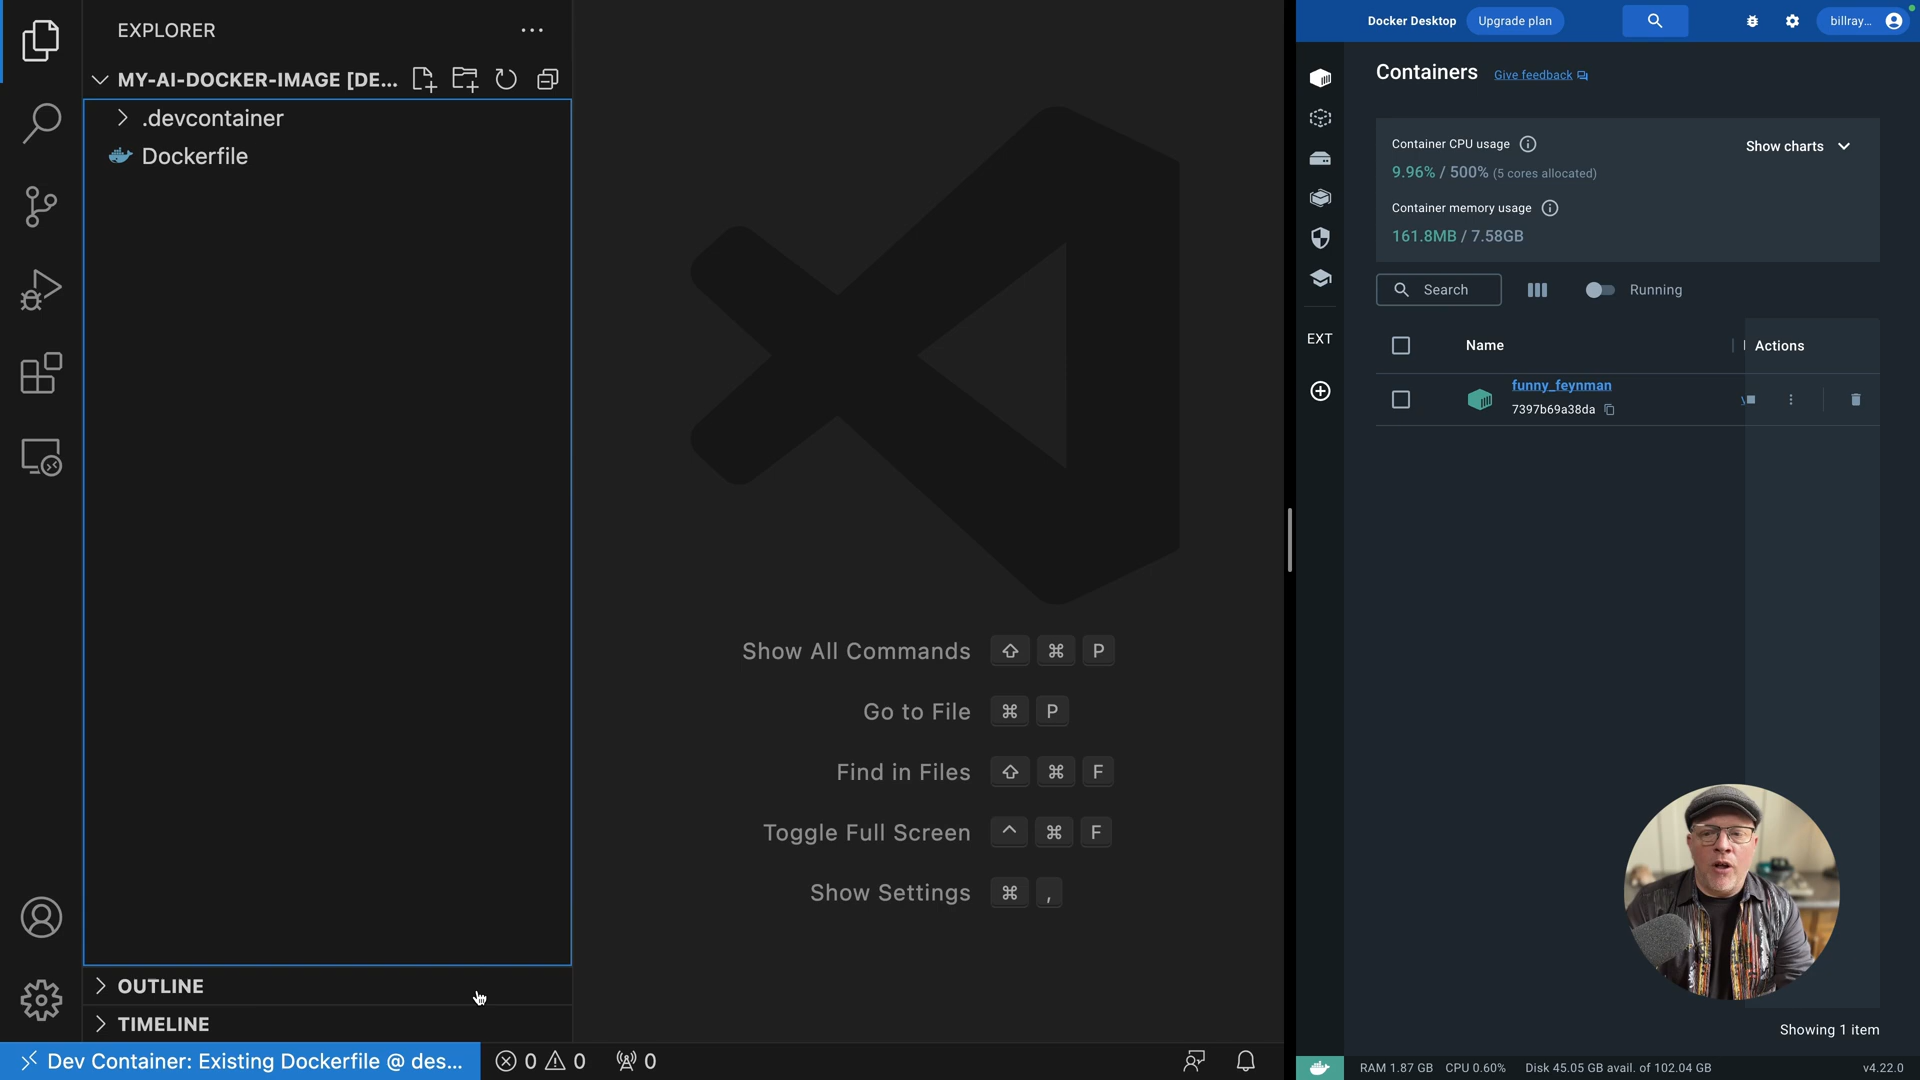 EXPLORER
MY-AI-DOCKER-IMAGE [DE...
.devcontainer
Dockerfile
OUTLINE
TIMELINE
Show All Commands ⇧ ⌘ P
Go to File ⌘ P
Find in Files ⇧ ⌘ F
Toggle Full Screen ^ ⌘ F
Show Settings ⌘ ,
Dev Container: Existing Dockerfile @ des... 0 0 0
Docker Desktop Upgrade plan billray...
Containers Give feedback
Container CPU usage
9.96% / 500% (5 cores allocated)
Show charts
Container memory usage
161.8MB / 7.58GB
Search Running
EXT
Name Actions
funny_feynman
7397b69a38da
Showing 1 item
RAM 1.87 GB CPU 0.60% Disk 45.05 GB avail. of 102.04 GB v4.22.0